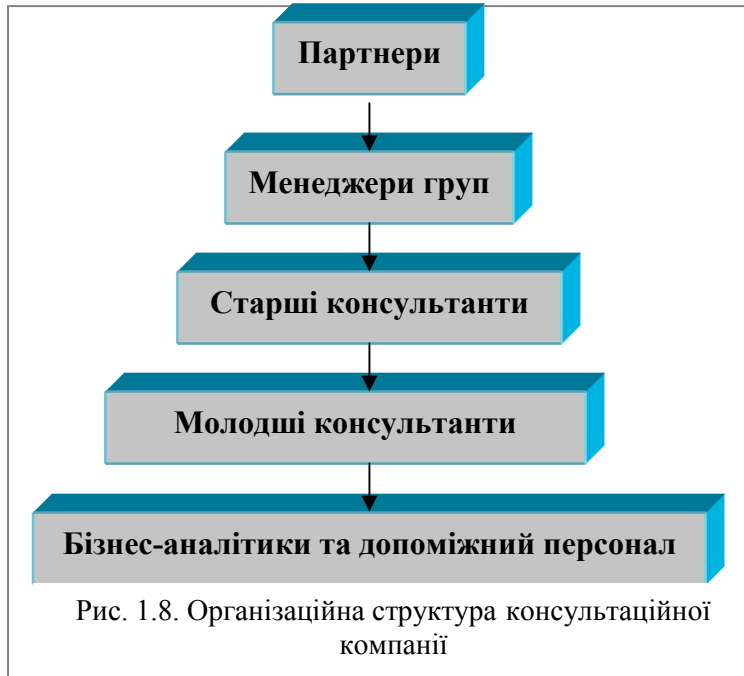 Партнери
Менеджери груп
Старші консультанти
Молодші консультанти
Бізнес-аналітики та допоміжний персонал
Рис. 1.8. Організаційна структура консультаційної
компанії